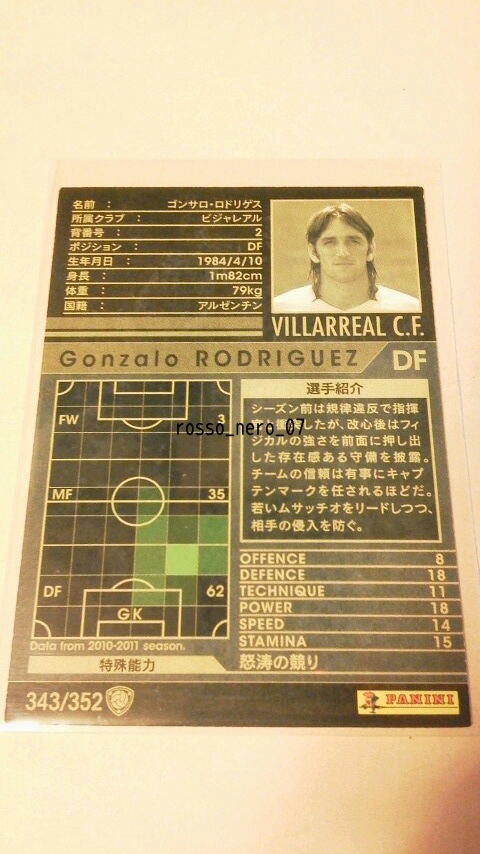 名前 : ゴンサロ・ロドリゲス
所属クラブ : ビジャレアル
背番号 : 2
ポジション : DF
生年月日 : 1984/4/10
身長 : 1m82cm
体重 : 79kg
国籍 : アルゼンチン
VILLARREAL C.F.
Gonzalo RODRIGUEZ DF
FW 3
MF 35
DF 62
GK
Data from 2010-2011 season.
特殊能力 怒涛の競り
選手紹介
シーズン前は規律違反で指揮
したが、改心後はフィ
ジカルの強さを前面に押し出
した存在感ある守備を披露。
チームの信頼は有事にキャプ
テンマークを任されるほどだ。
若いムサッチオをリードしつつ、
相手の侵入を防ぐ。
rosso_nero_07
OFFENCE 8
DEFENCE 18
TECHNIQUE 11
POWER 18
SPEED 14
STAMINA 15
343/352
PANINI